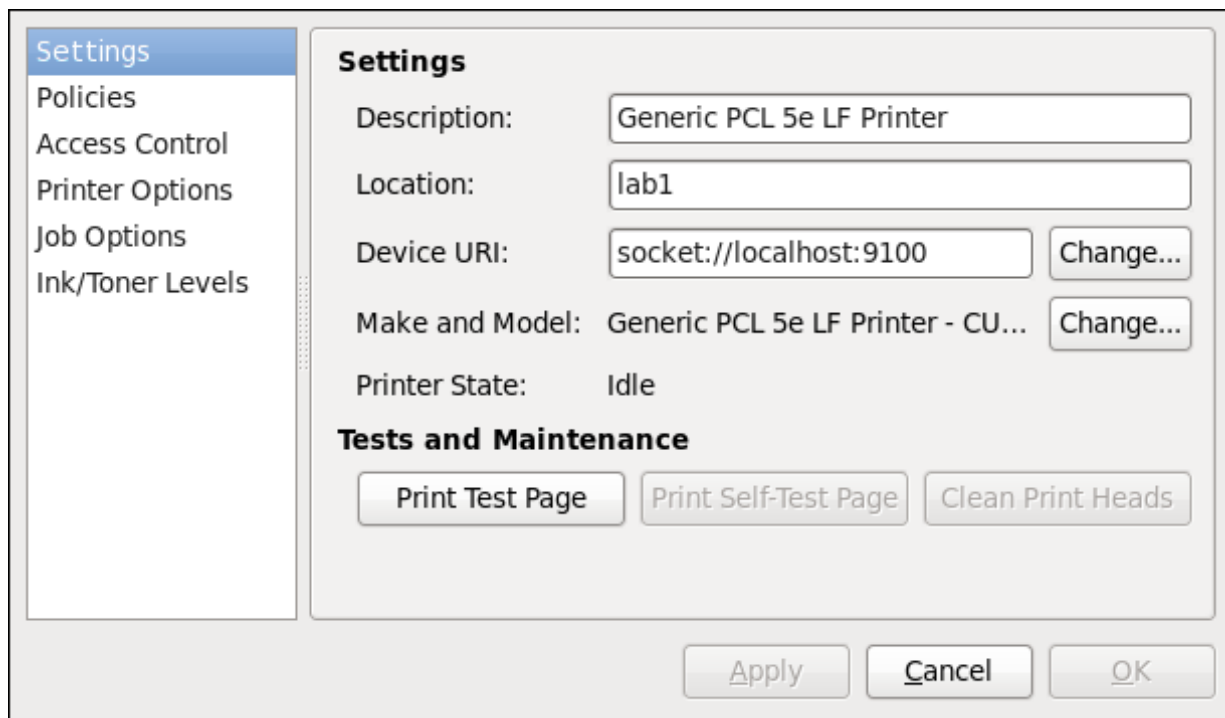 Settings
Policies
Access Control
Printer Options
Job Options
Ink/Toner Levels
Settings
Description: Generic PCL 5e LF Printer
Location: lab1
Device URI: socket://localhost:9100 Change...
Make and Model: Generic PCL 5e LF Printer - CU... Change...
Printer State: Idle
Tests and Maintenance
Print Test Page Print Self-Test Page Clean Print Heads
Apply Cancel OK